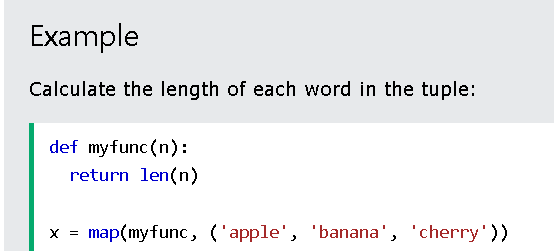 Example
Calculate the length of each word in the tuple:
def myfunc(n):
  return len(n)
x = map(myfunc, ('apple', 'banana', 'cherry'))